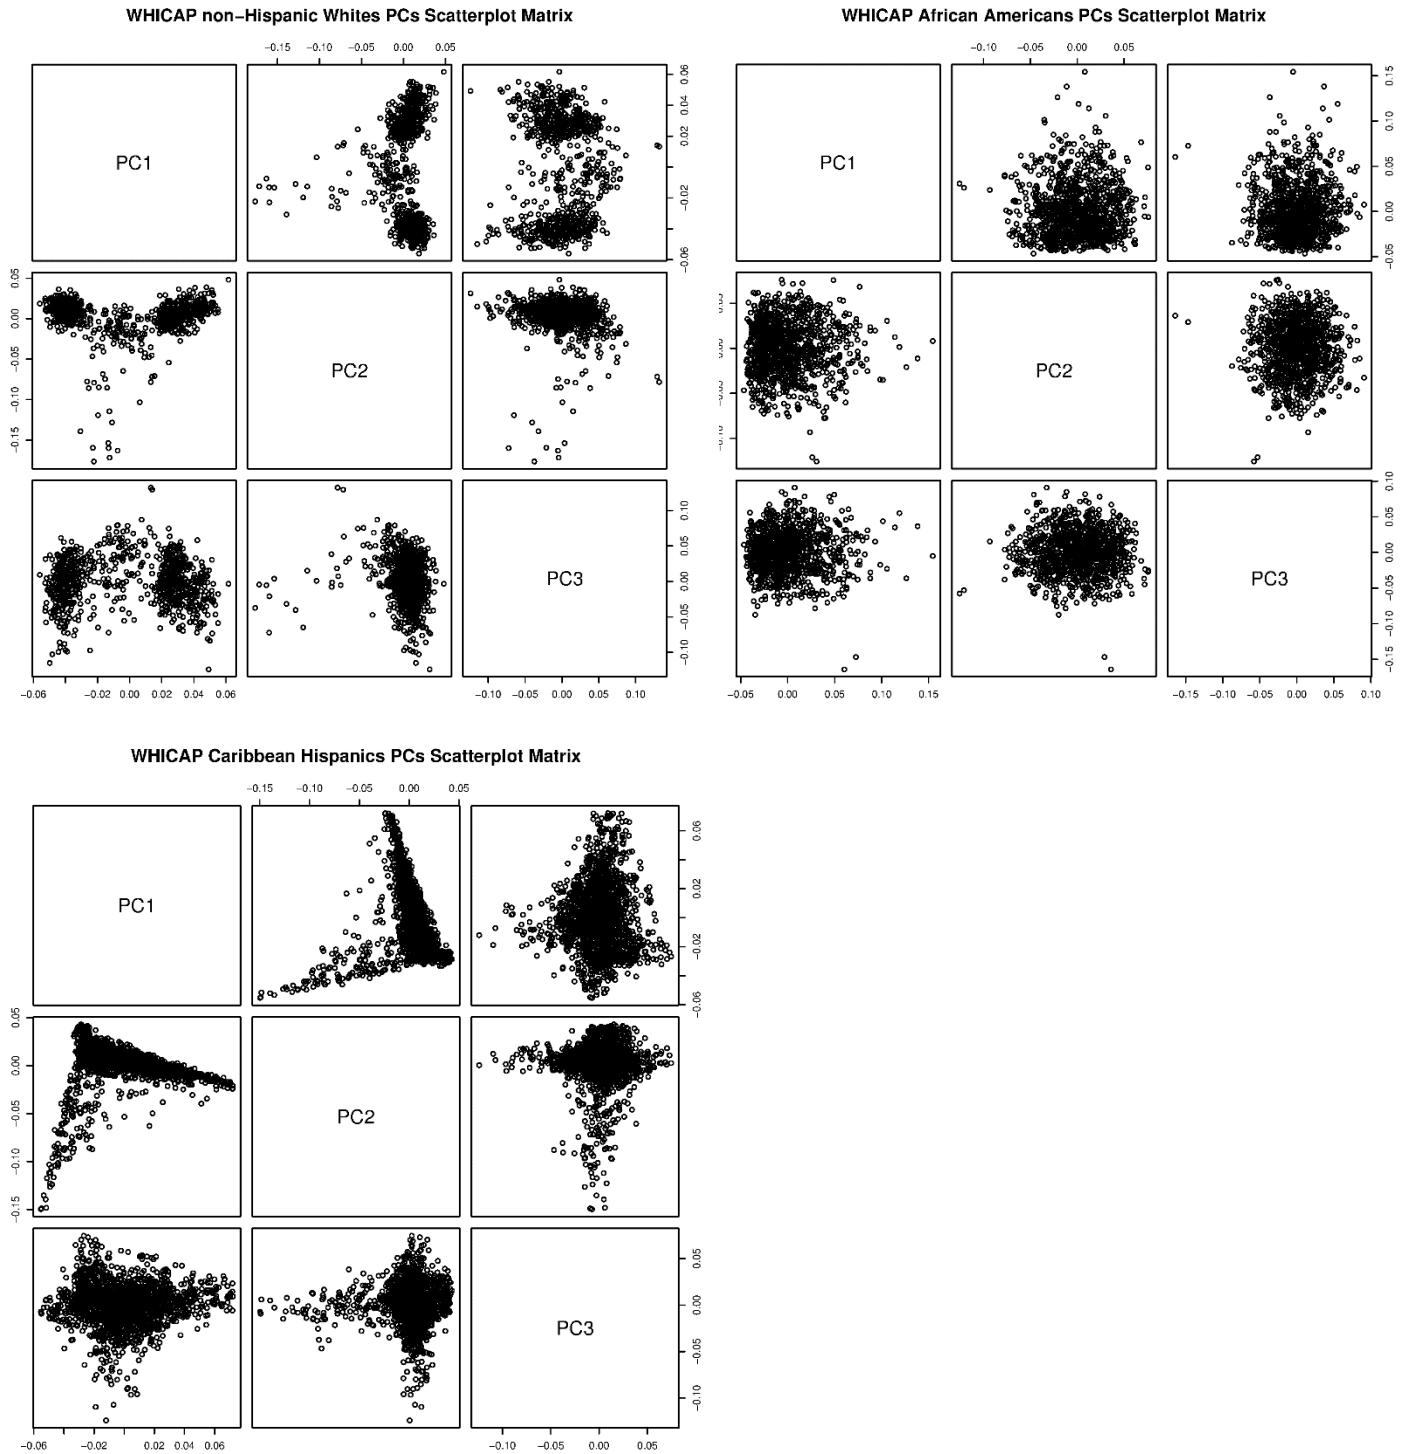 WHICAP non−Hispanic Whites PCs Scatterplot Matrix
−0.15 −0.10 −0.05 0.00 0.05
PC1
−0.06 −0.02 0.02 0.04 0.06
PC2
−0.15 −0.10 −0.05 0.00 0.05
PC3
−0.10 −0.05 0.00 0.05 0.10
−0.06 −0.04 −0.02 0.00 0.02 0.04 0.06
−0.10 −0.05 0.00 0.05 0.10
WHICAP African Americans PCs Scatterplot Matrix
−0.10 −0.05 0.00 0.05
PC1
−0.05 0.00 0.05 0.10 0.15
PC2
PC3
−0.15 −0.10 −0.05 0.00 0.05 0.10
−0.05 0.00 0.05 0.10 0.15
−0.15 −0.10 −0.05 0.00 0.05 0.10
WHICAP Caribbean Hispanics PCs Scatterplot Matrix
−0.15 −0.10 −0.05 0.00 0.05
PC1
−0.06 −0.02 0.02 0.06
PC2
−0.15 −0.10 −0.05 0.00 0.05
PC3
−0.10 −0.05 0.00 0.05
−0.06 −0.02 0.02 0.04 0.06
−0.10 −0.05 0.00 0.05